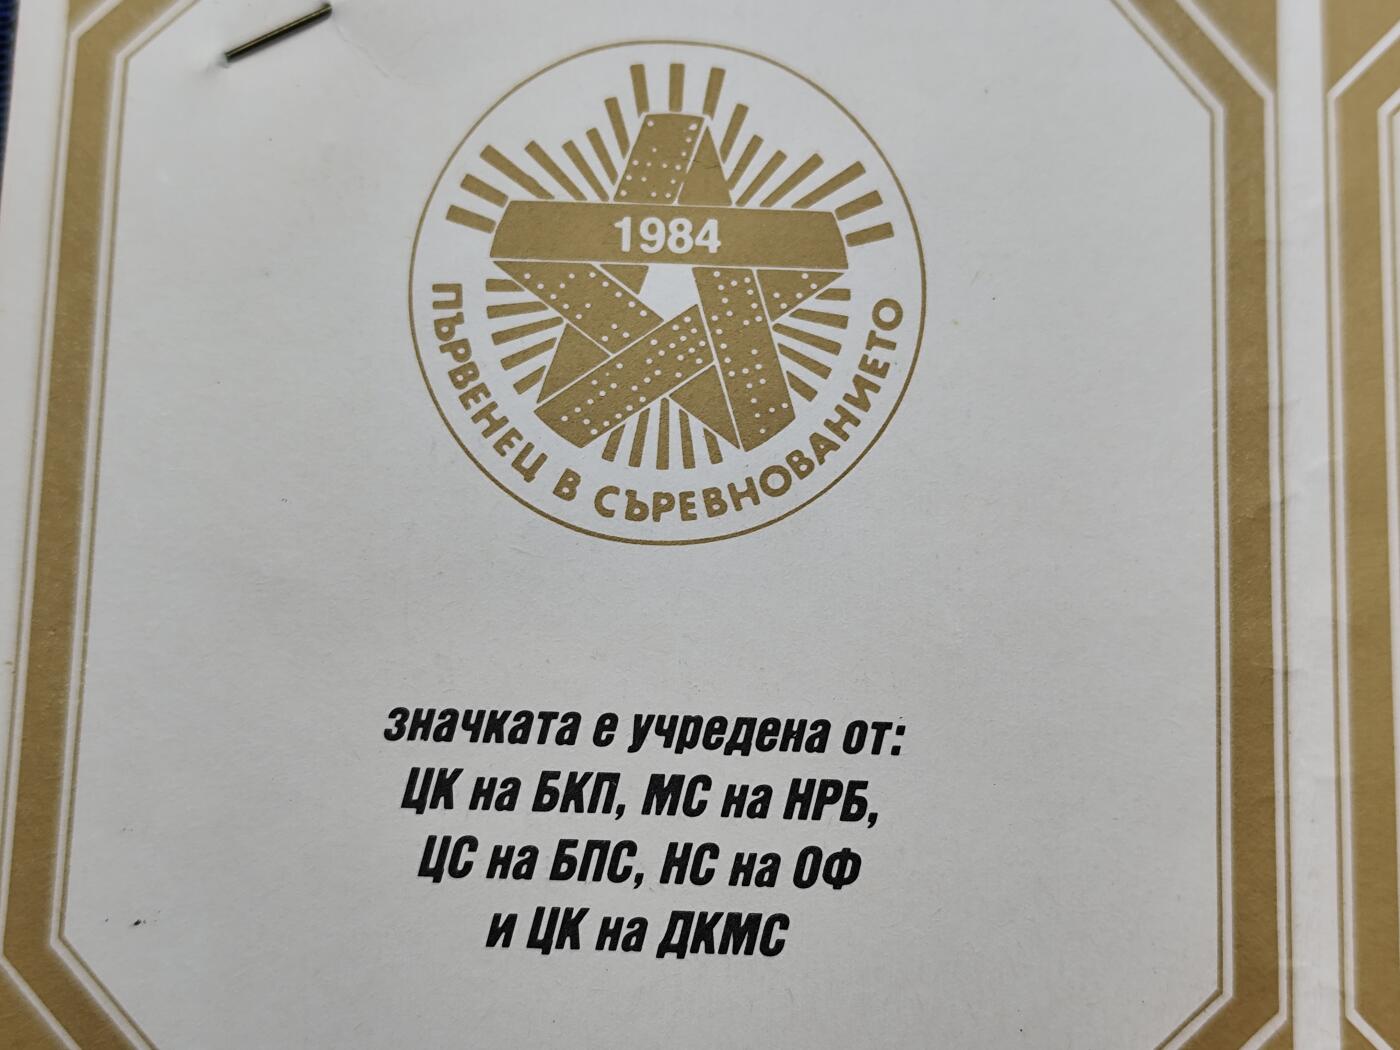 1984
ПЪРВЕНЕЦ В СЪРЕВНОВАНИЕТО
значката е учредена от:
ЦК на БКП, МС на НРБ,
ЦС на БПС, НС на ОФ
и ЦК на ДКМС